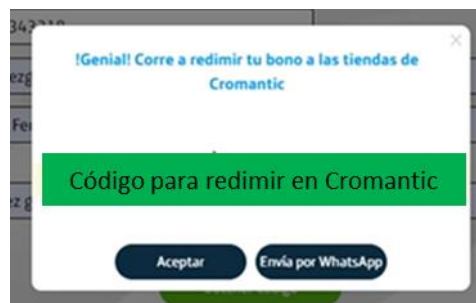 !Genial! Corre a redimir tu bono a las tiendas de
Cromantic
Código para redimir en Cromantic
Aceptar
Envía por WhatsApp